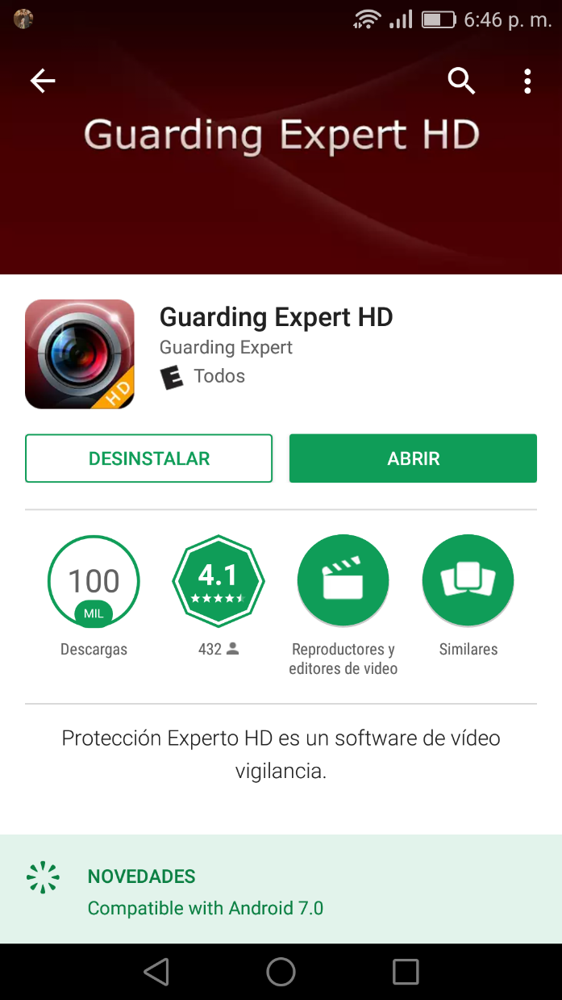 6:46 p. m.
Guarding Expert HD
HD
Guarding Expert HD
Guarding Expert
E Todos
DESINSTALAR
ABRIR
100
MIL
4.1
Descargas
432
Reproductores y
editores de video
Similares
Protección Experto HD es un software de vídeo
vigilancia.
NOVEDADES
Compatible with Android 7.0